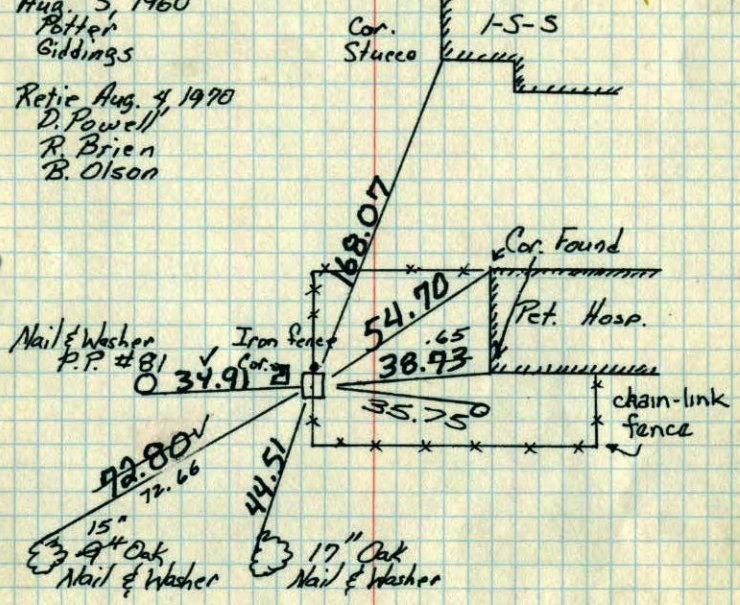 Aug. 5, 1960
Potter
Giddings
Retie Aug. 4, 1970
D. Powell
R. Brien
B. Olson
Cor.
Stucco
1-S-S
168.07
Cor. Found
54.70
Pet. Hosp.
.65
38.73
35.75
Nail & Washer
P.P. #81
34.91
Iron fence
Cor.
chain-link
fence
72.80
72.66
44.51
15"
9" Oak
Nail & Washer
17" Oak
Nail & Washer